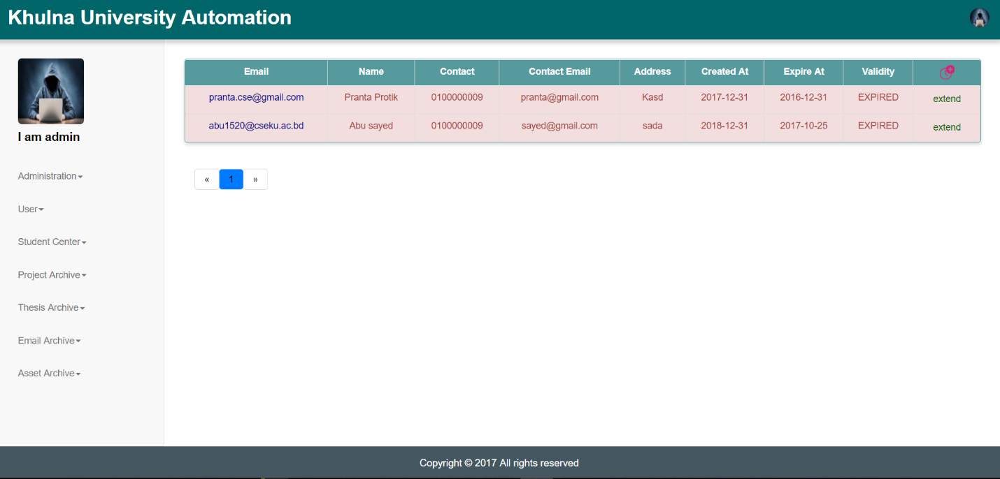 Khulna University Automation
I am admin
Administration
User
Student Center
Project Archive
Thesis Archive
Email Archive
Asset Archive
Email Name Contact Contact Email Address Created At Expire At Validity
pranta.cse@gmail.com Pranta Protik 0100000009 pranta@gmail.com Kasd 2017-12-31 2016-12-31 EXPIRED extend
abu1520@cseku.ac.bd Abu sayed 0100000009 sayed@gmail.com sada 2018-12-31 2017-10-25 EXPIRED extend
« 1 »
Copyright © 2017 All rights reserved